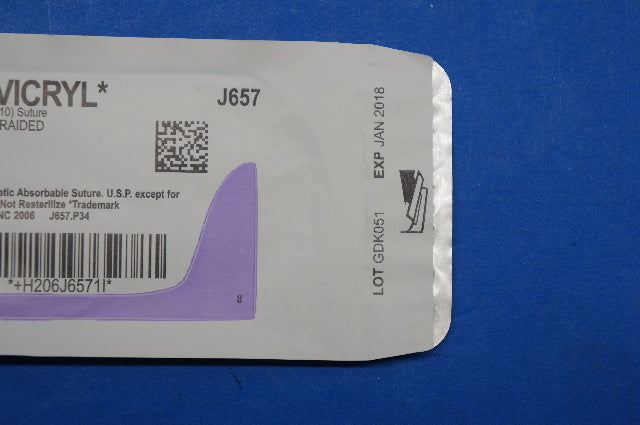 VICRYL*
J657
10) Suture
RAIDED
etic Absorbable Suture. U.S.P. except for
Not Resterilize *Trademark
NC 2006 J657.P34
*+H206J6571I*
8
LOT GDK051 EXP JAN 2018